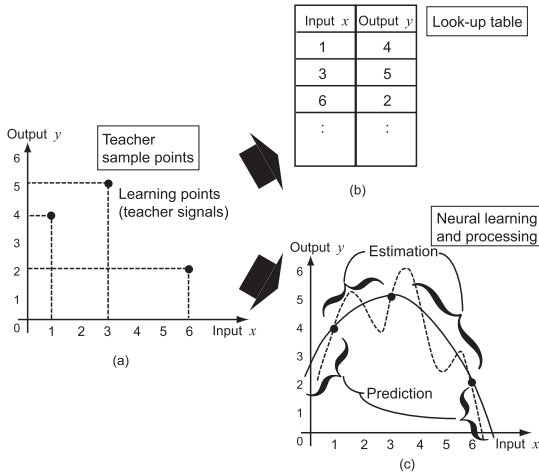 Input x Output y
1 4
3 5
6 2
: :
Look-up table
(b)
Output y
Teacher
sample points
Learning points
(teacher signals)
6
5
4
3
2
1
0
1 2 3 4 5 6 Input x
(a)
Neural learning
and processing
Output y
Estimation
6
5
4
3
2
1
0
Prediction
1 2 3 4 5 6 Input x
(c)